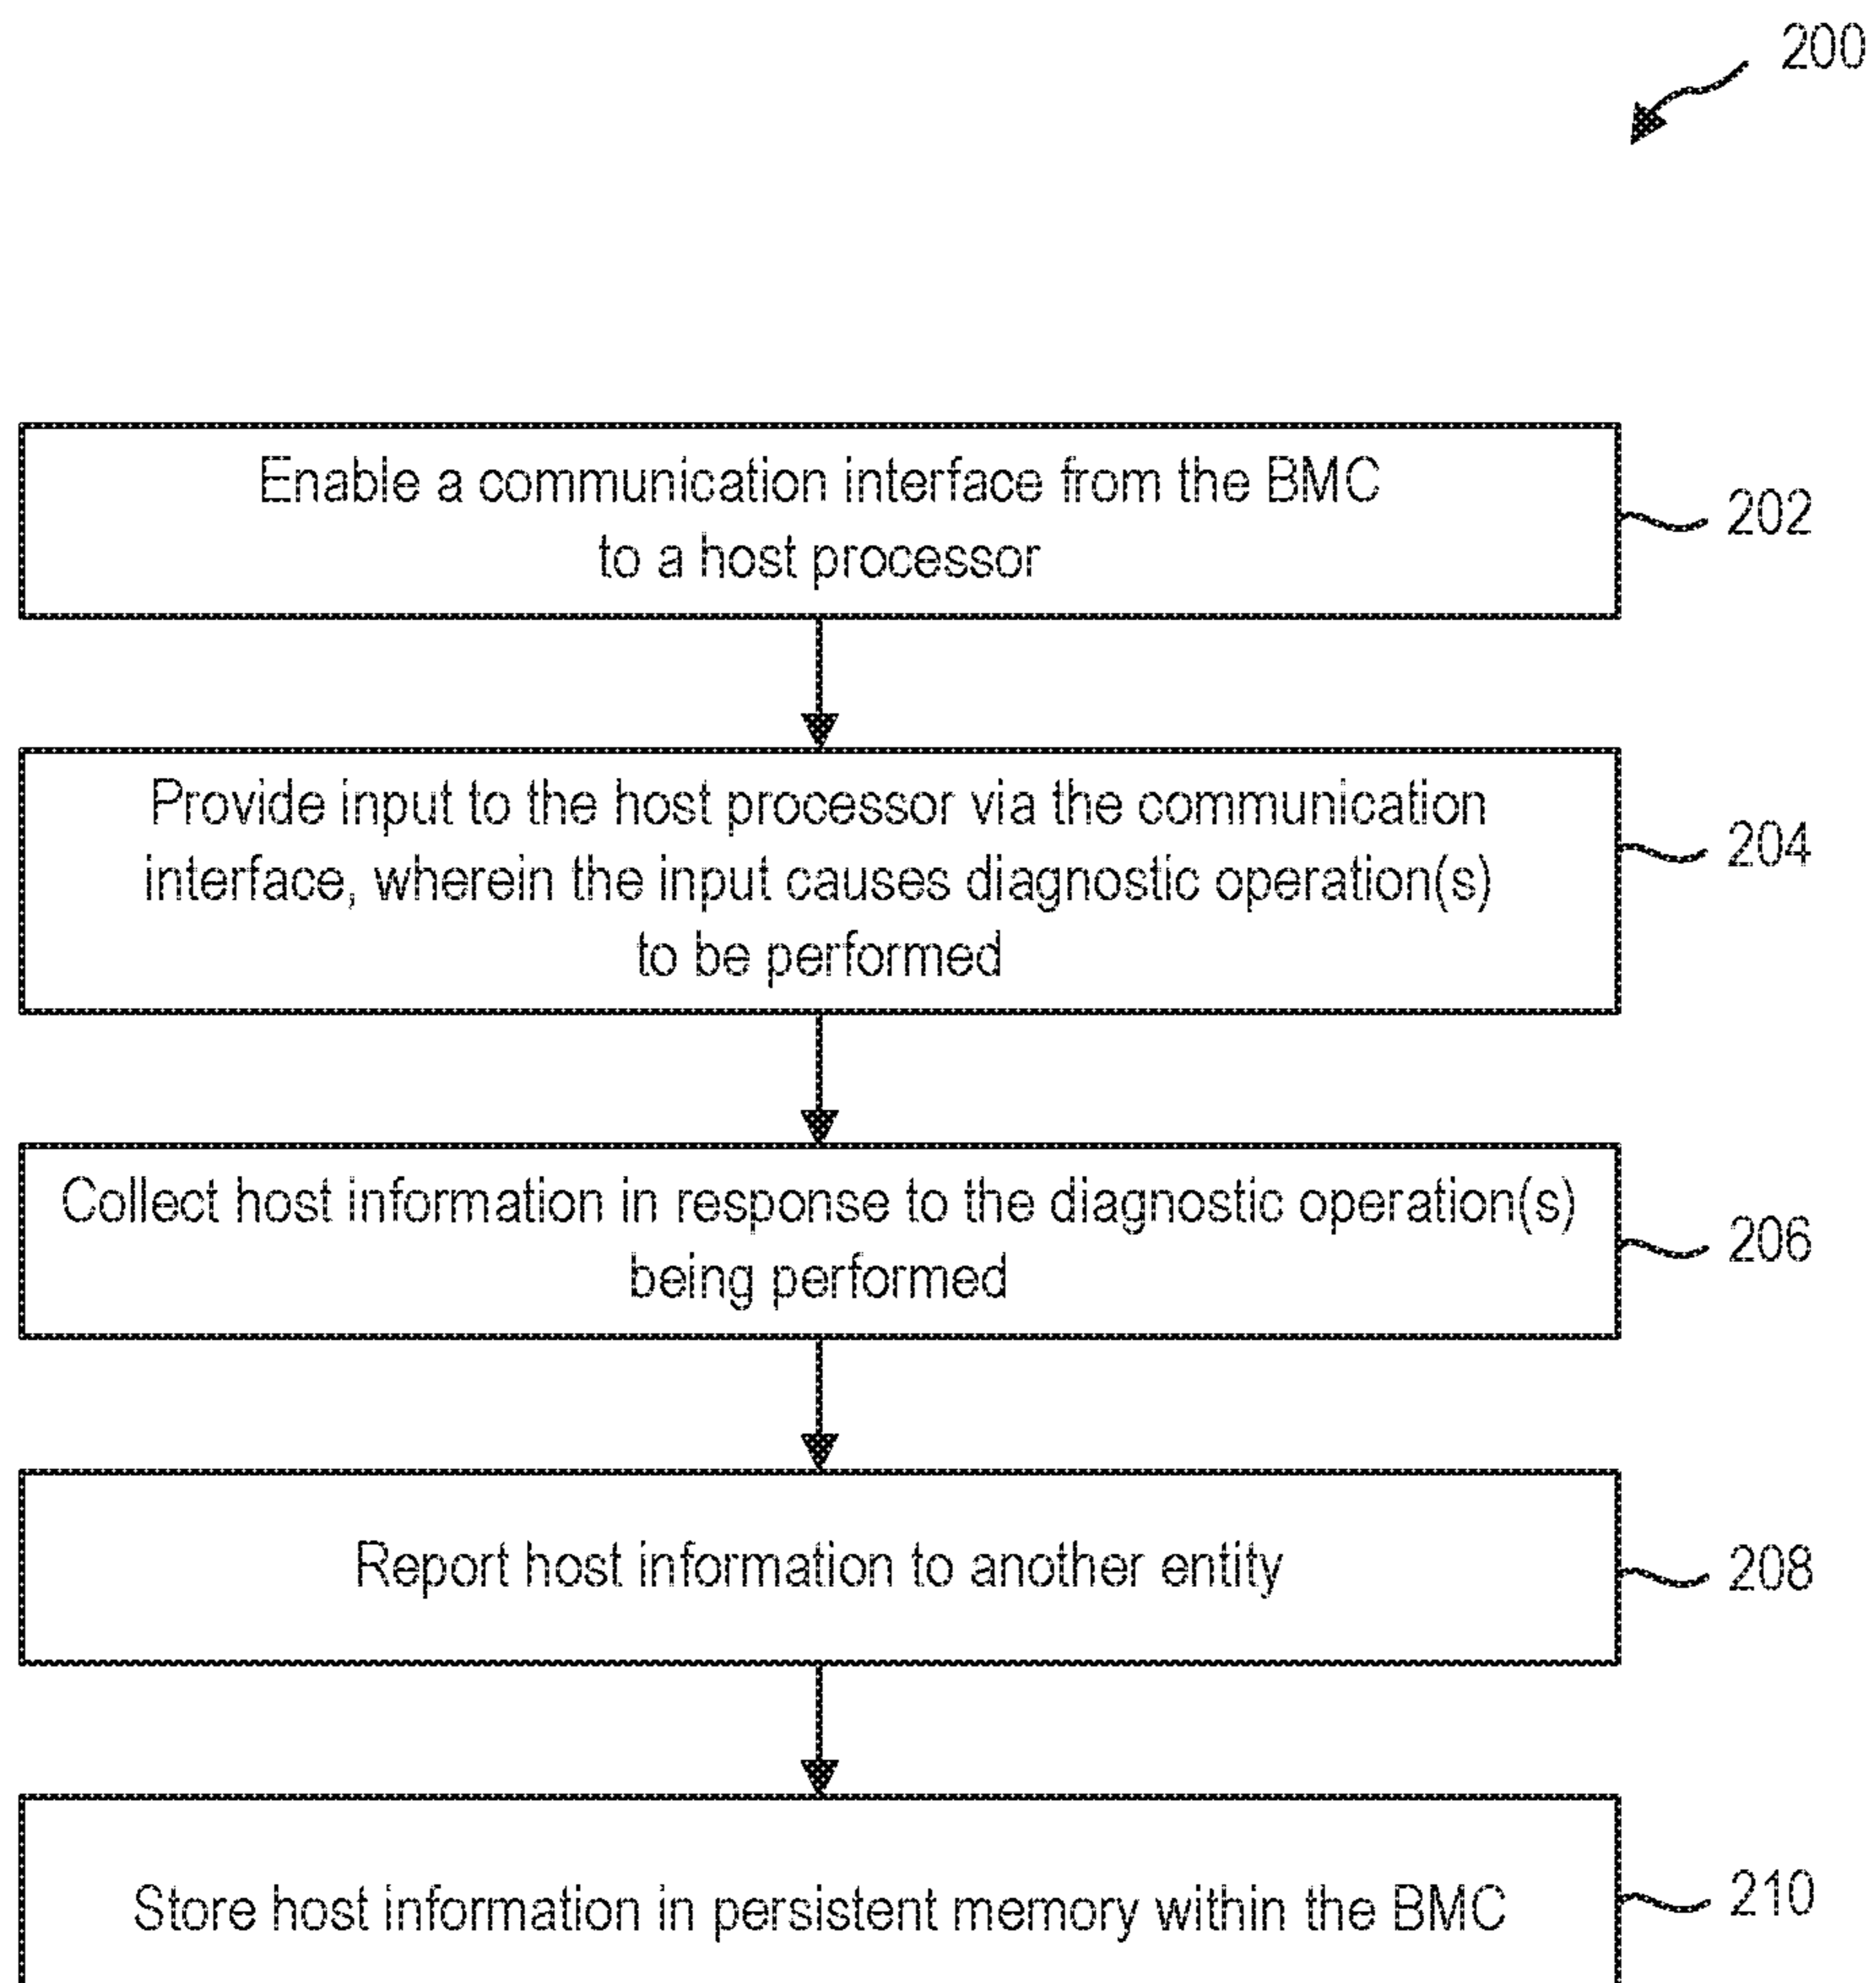 200
Enable a communication interface from the BMC
to a host processor
202
Provide input to the host processor via the communication
interface, wherein the input causes diagnostic operation(s)
to be performed
204
Collect host information in response to the diagnostic operation(s)
being performed
206
Report host information to another entity
208
Store host information in persistent memory within the BMC
210